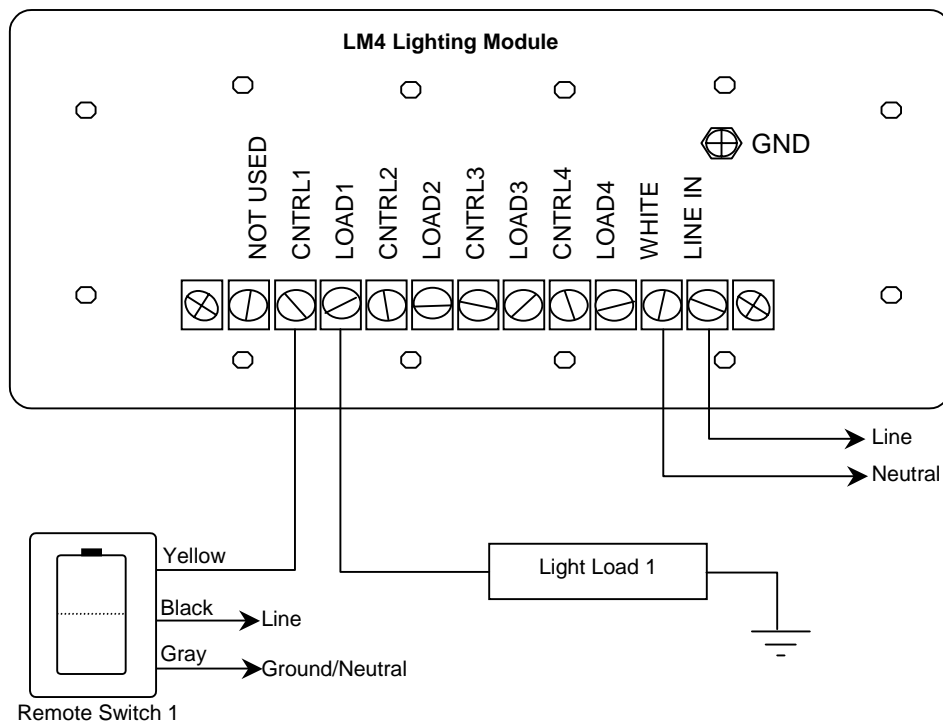 LM4 Lighting Module
GND
NOT USED
CNTRL1
LOAD1
CNTRL2
LOAD2
CNTRL3
LOAD3
CNTRL4
LOAD4
WHITE
LINE IN
Line
Neutral
Yellow
Light Load 1
Black
Line
Gray
Ground/Neutral
Remote Switch 1